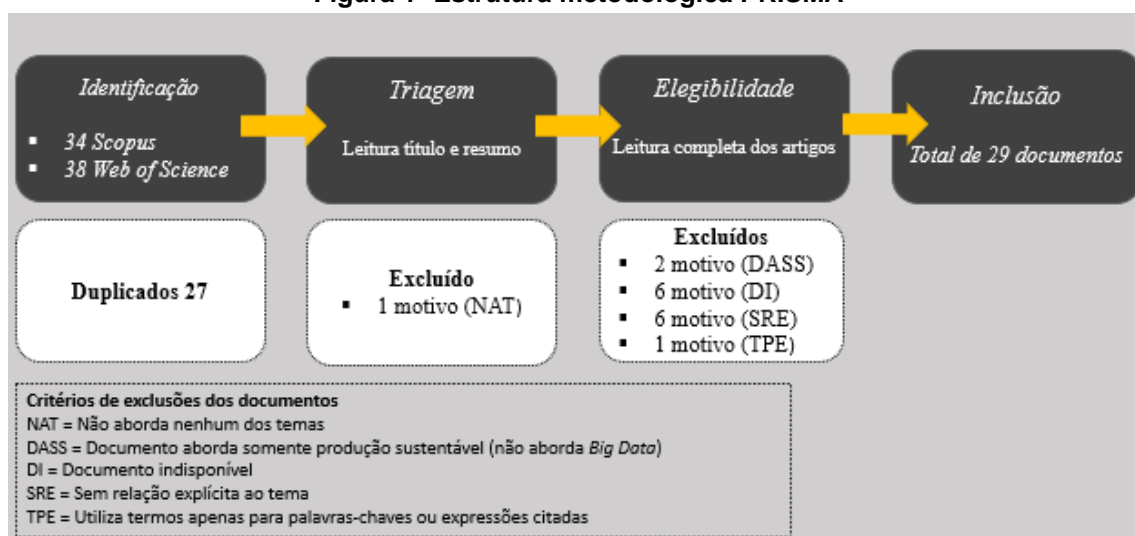 Figura 1- Estrutura metodológica PRISMA
Identificação
▪ 34 Scopus
▪ 38 Web of Science
Triagem
Leitura título e resumo
Elegibilidade
Leitura completa dos artigos
Inclusão
Total de 29 documentos
Duplicados 27
Excluído
▪ 1 motivo (NAT)
Excluídos
▪ 2 motivo (DASS)
▪ 6 motivo (DI)
▪ 6 motivo (SRE)
▪ 1 motivo (TPE)
Critérios de exclusões dos documentos
NAT = Não aborda nenhum dos temas
DASS = Documento aborda somente produção sustentável (não aborda Big Data)
DI = Documento indisponível
SRE = Sem relação explícita ao tema
TPE = Utiliza termos apenas para palavras-chaves ou expressões citadas